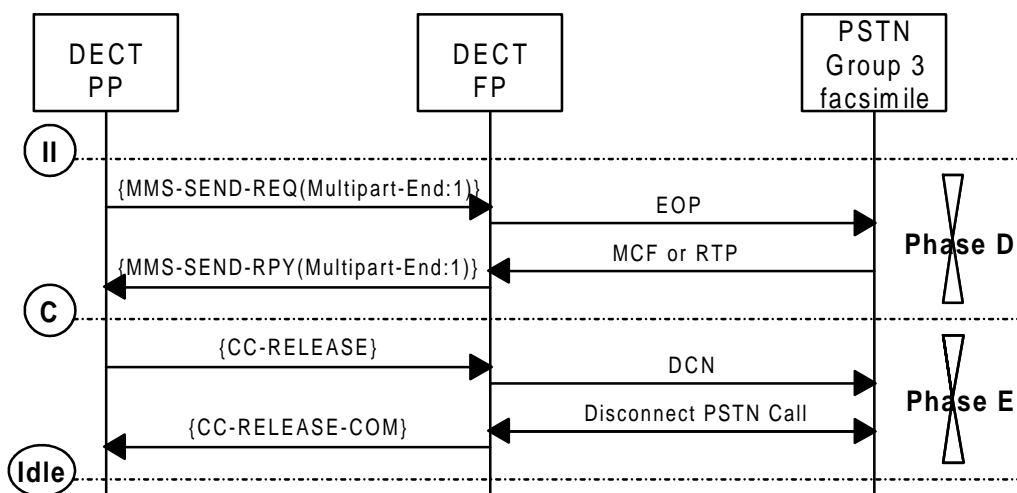 DECT
PP
DECT
FP
PSTN
Group 3
facsimile
II
{MMS-SEND-REQ(Multipart-End:1)}
EOP
Phase D
MCF or RTP
{MMS-SEND-RPY(Multipart-End:1)}
C
{CC-RELEASE}
DCN
Phase E
Disconnect PSTN Call
{CC-RELEASE-COM}
Idle